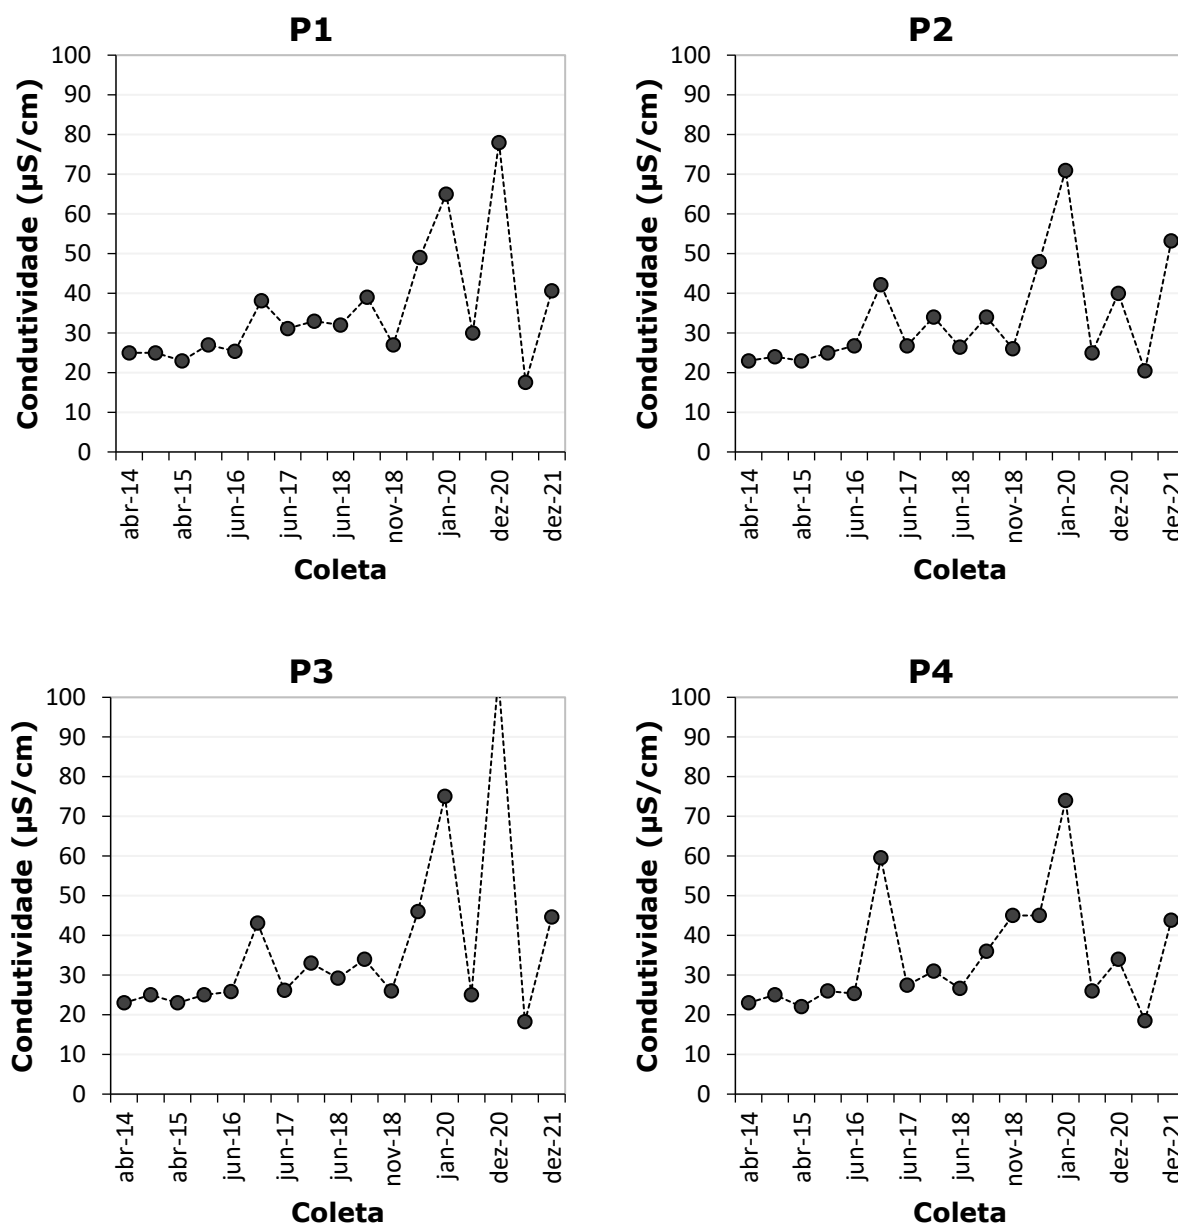 P1
Condutividade (µS/cm)
100
90
80
70
60
50
40
30
20
10
0
abr-14
abr-15
jun-16
jun-17
jun-18
nov-18
jan-20
dez-20
dez-21
Coleta
P2
Condutividade (µS/cm)
100
90
80
70
60
50
40
30
20
10
0
abr-14
abr-15
jun-16
jun-17
jun-18
nov-18
jan-20
dez-20
dez-21
Coleta
P3
Condutividade (µS/cm)
100
90
80
70
60
50
40
30
20
10
0
abr-14
abr-15
jun-16
jun-17
jun-18
nov-18
jan-20
dez-20
dez-21
Coleta
P4
Condutividade (µS/cm)
100
90
80
70
60
50
40
30
20
10
0
abr-14
abr-15
jun-16
jun-17
jun-18
nov-18
jan-20
dez-20
dez-21
Coleta